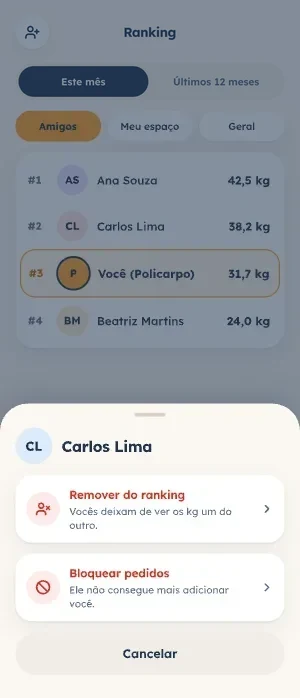 Ranking
Este mês
Últimos 12 meses
Amigos
Meu espaço
Geral
#1 AS Ana Souza 42,5 kg
#2 CL Carlos Lima 38,2 kg
#3 P Você (Policarpo) 31,7 kg
#4 BM Beatriz Martins 24,0 kg
CL Carlos Lima
Remover do ranking
Vocês deixam de ver os kg um do
outro.
Bloquear pedidos
Ele não consegue mais adicionar
você.
Cancelar